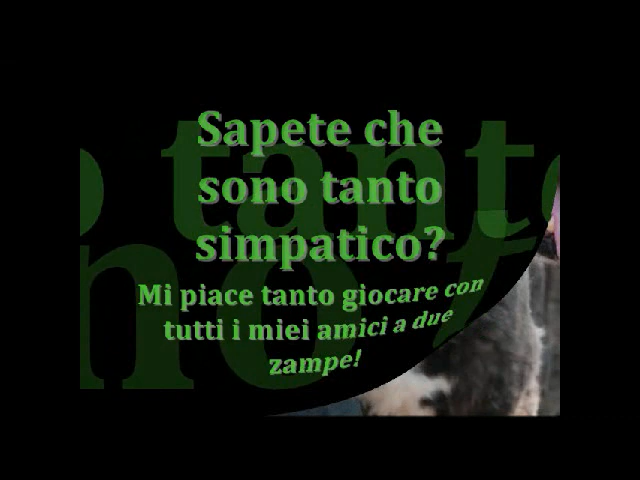 Sapete che
sono tanto
simpatico?
Mi piace tanto giocare con
tutti i miei amici a due
zampe!